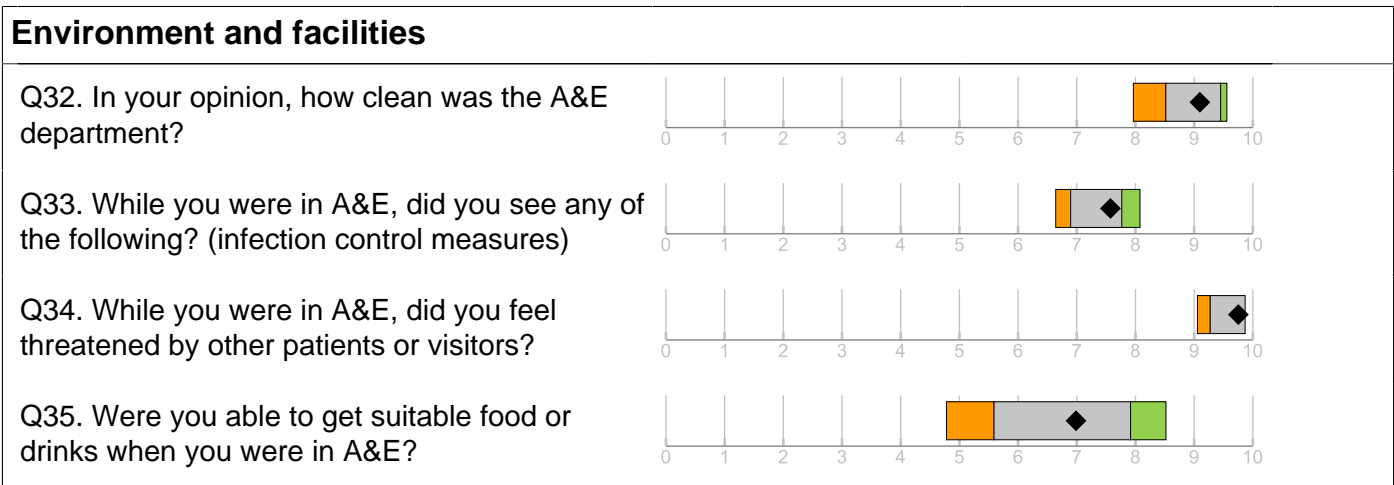 Environment and facilities
Q32. In your opinion, how clean was the A&E
department?
0 1 2 3 4 5 6 7 8 9 10
Q33. While you were in A&E, did you see any of
the following? (infection control measures)
0 1 2 3 4 5 6 7 8 9 10
Q34. While you were in A&E, did you feel
threatened by other patients or visitors?
0 1 2 3 4 5 6 7 8 9 10
Q35. Were you able to get suitable food or
drinks when you were in A&E?
0 1 2 3 4 5 6 7 8 9 10